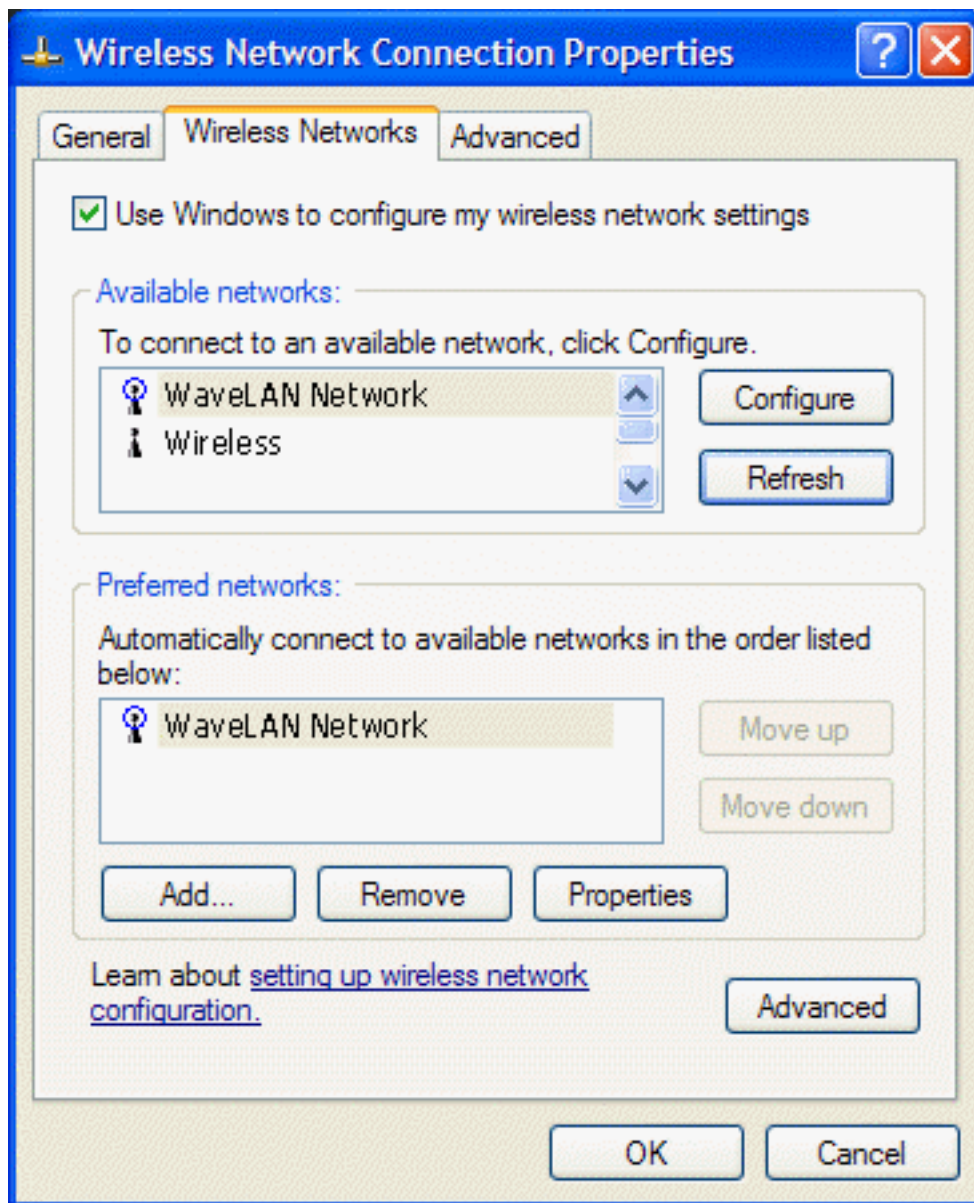 Wireless Network Connection Properties
General
Wireless Networks
Advanced
Use Windows to configure my wireless network settings
Available networks:
To connect to an available network, click Configure.
WaveLAN Network
Wireless
Configure
Refresh
Preferred networks:
Automatically connect to available networks in the order listed
below:
WaveLAN Network
Move up
Move down
Add...
Remove
Properties
Learn about setting up wireless network
configuration.
Advanced
OK
Cancel